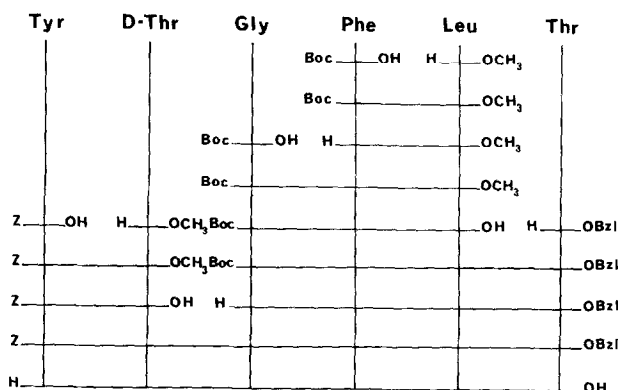 Tyr D-Thr Gly Phe Leu Thr
Boc OH H OCH3
Boc OCH3
Boc OH H OCH3
Boc OCH3
Z OH H OCH3 Boc OH H OBzl
Z OCH3 Boc OBzl
Z OH H OBzl
Z OBzl
H OH